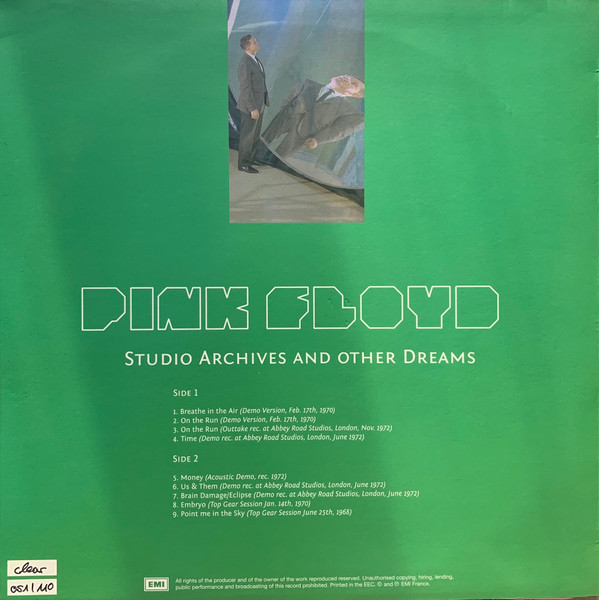 PINK FLOYD
STUDIO ARCHIVES AND OTHER DREAMS
SIDE 1
1. Breathe in the Air (Demo Version, Feb. 17th, 1970)
2. On the Run (Demo Version, Feb. 17th, 1970)
3. On the Run (Outtake rec. at Abbey Road Studios, London, Nov. 1972)
4. Time (Demo rec. at Abbey Road Studios, London, June 1972)
SIDE 2
5. Money (Acoustic Demo, rec. 1972)
6. Us & Them (Demo rec. at Abbey Road Studios, London, June 1972)
7. Brain Damage/Eclipse (Demo rec. at Abbey Road Studios, London, June 1972)
8. Embryo (Top Gear Session Jan. 14th, 1970)
9. Point me in the Sky (Top Gear Session June 25th, 1968)
clear
051/110
EMI
All rights of the producer and of the owner of the work reproduced reserved. Unauthorised copying, hiring, lending,
public performance and broadcasting of this record prohibited. Printed in the EEC. © and ℗ EMI France.